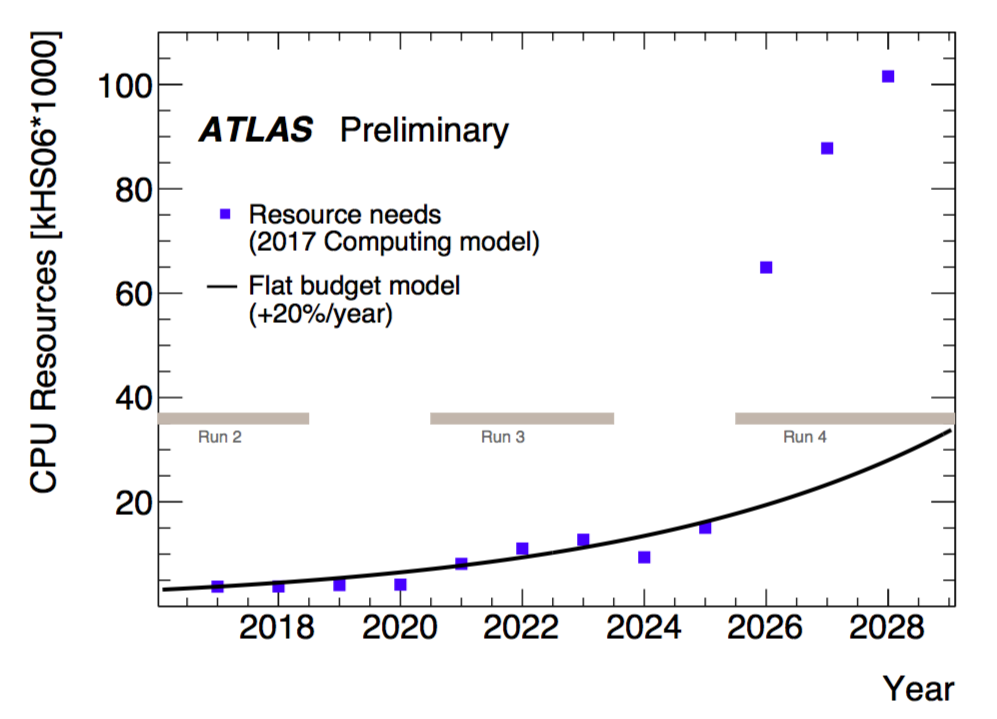 CPU Resources [kHS06*1000]
100
80
60
40
20
ATLAS Preliminary
Resource needs
(2017 Computing model)
Flat budget model
(+20%/year)
Run 2
Run 3
Run 4
2018
2020
2022
2024
2026
2028
Year